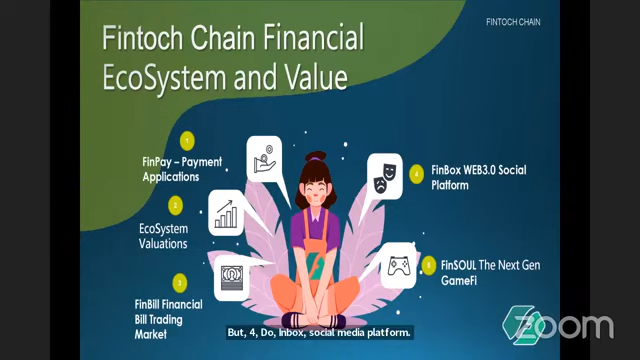 FINTOCH CHAIN
Fintoch Chain Financial
EcoSystem and Value
1
FinPay – Payment
Applications
2
EcoSystem
Valuations
3
FinBill Financial
Bill Trading
Market
4
FinBox WEB3.0 Social
Platform
5
FinSOUL The Next Gen
GameFi
But, 4, Do, Inbox, social media platform.
zoom